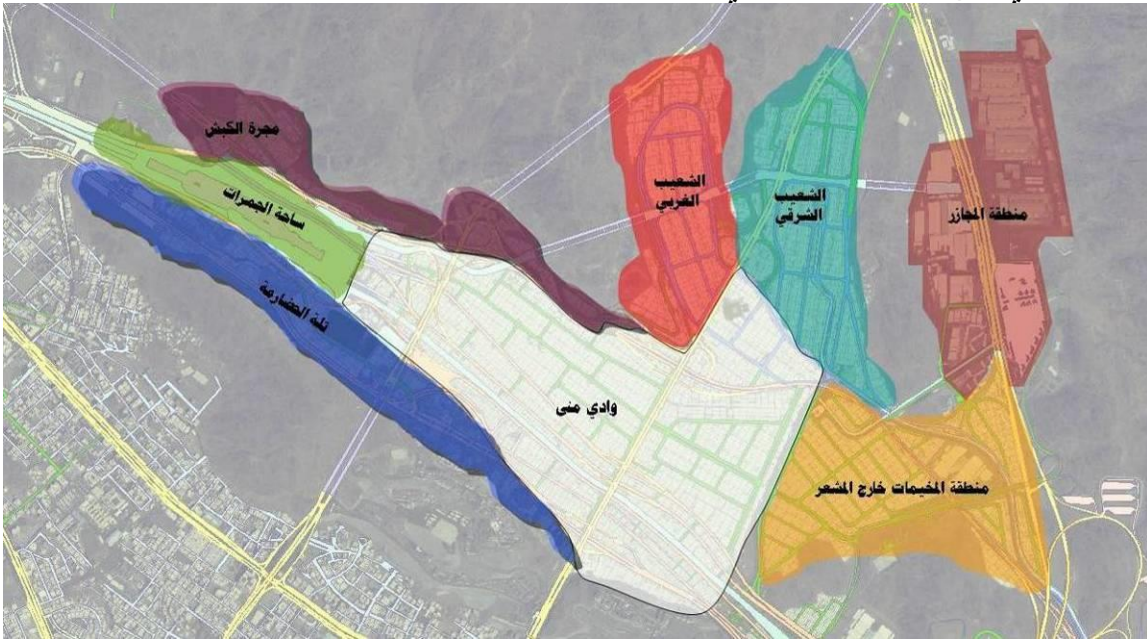 مجرة الكبش
ساحة الجمرات
تلة الحضارمة
الشعيب
الغربي
الشعيب
الشرقي
منطقة المجازر
وادي منى
منطقة المخيمات خارج المشعر